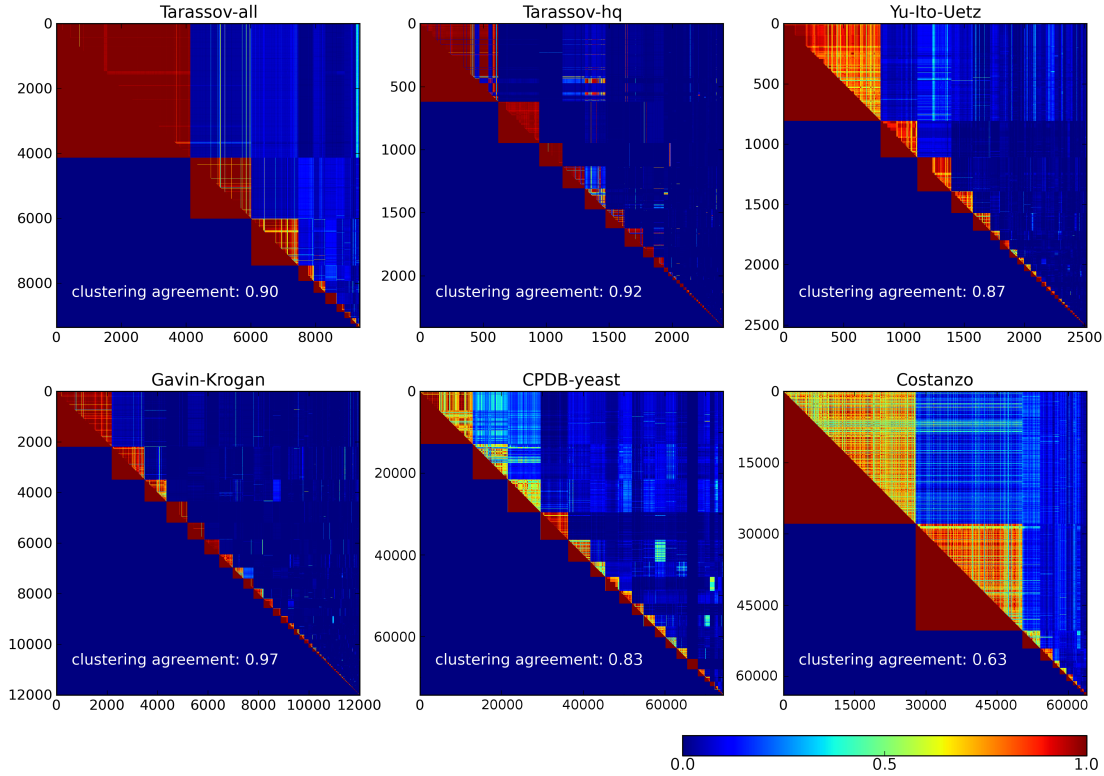 Tarassov-all
0
2000
4000
6000
8000
0 2000 4000 6000 8000
clustering agreement: 0.90
Tarassov-hq
0
500
1000
1500
2000
0 500 1000 1500 2000
clustering agreement: 0.92
Yu-Ito-Uetz
0
500
1000
1500
2000
2500
0 500 1000 1500 2000 2500
clustering agreement: 0.87
Gavin-Krogan
0
2000
4000
6000
8000
10000
12000
0 2000 4000 6000 8000 10000 12000
clustering agreement: 0.97
CPDB-yeast
0
20000
40000
60000
0 20000 40000 60000
clustering agreement: 0.83
Costanzo
0
15000
30000
45000
60000
0 15000 30000 45000 60000
clustering agreement: 0.63
0.0 0.5 1.0